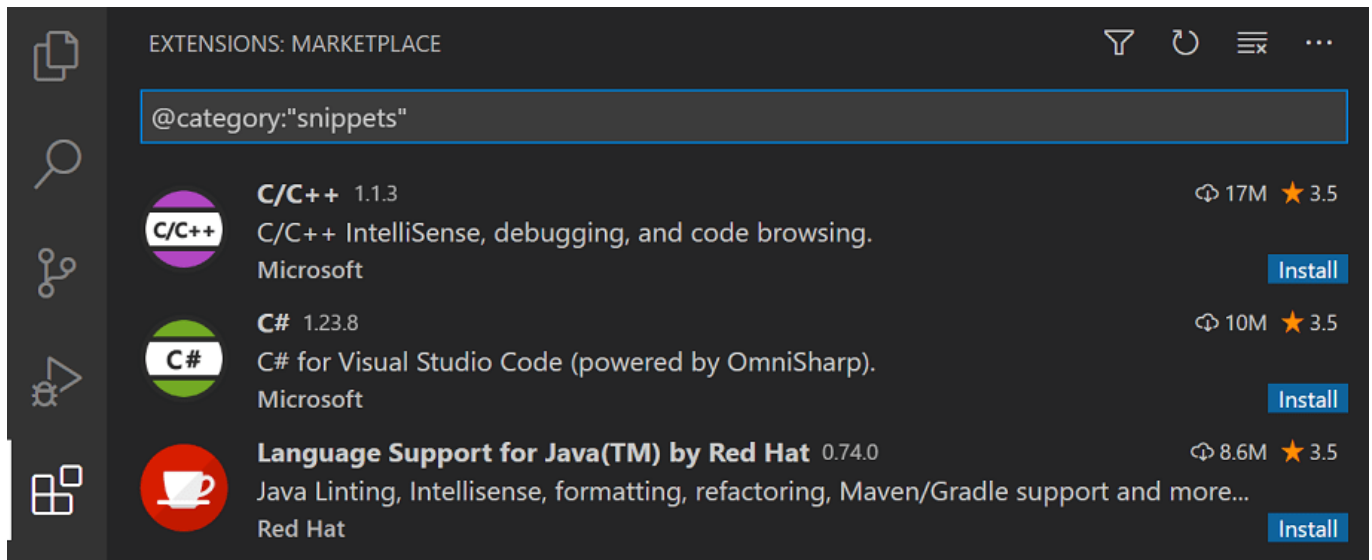 EXTENSIONS: MARKETPLACE
@category:"snippets"
C/C++ 1.1.3 17M 3.5
C/C++
C/C++ IntelliSense, debugging, and code browsing.
Microsoft Install
C# 1.23.8 10M 3.5
C#
C# for Visual Studio Code (powered by OmniSharp).
Microsoft Install
Language Support for Java(TM) by Red Hat 0.74.0 8.6M 3.5
Java Linting, Intellisense, formatting, refactoring, Maven/Gradle support and more...
Red Hat Install